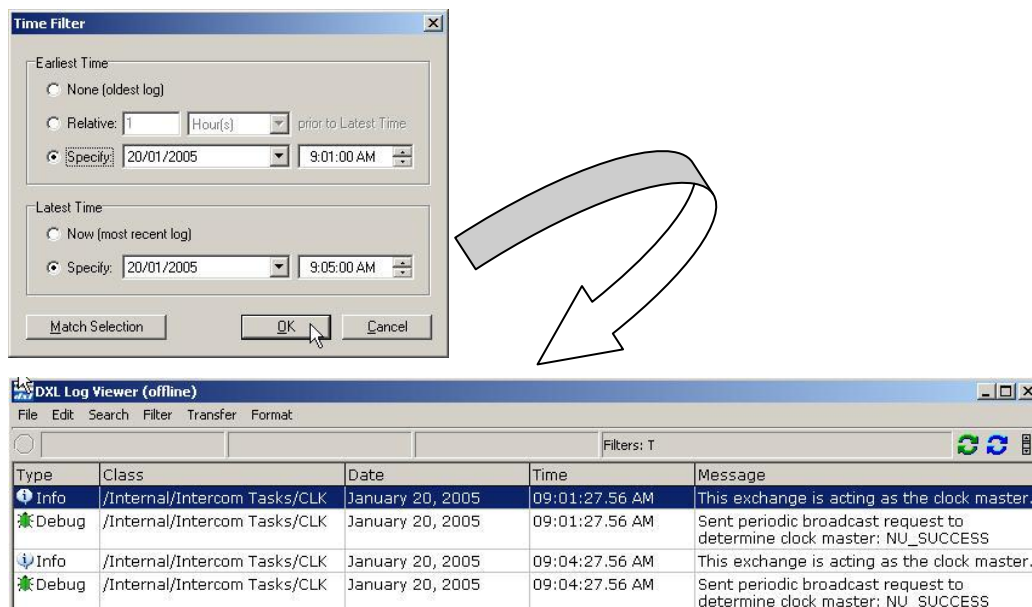 Time Filter
Earliest Time
None (oldest log)
Relative: 1 Hour(s) prior to Latest Time
Specify: 20/01/2005 9:01:00 AM
Latest Time
Now (most recent log)
Specify: 20/01/2005 9:05:00 AM
Match Selection OK Cancel
DXL Log Viewer (offline)
File Edit Search Filter Transfer Format
Filters: T
Type Class Date Time Message
Info /Internal/Intercom Tasks/CLK January 20, 2005 09:01:27.56 AM This exchange is acting as the clock master.
Debug /Internal/Intercom Tasks/CLK January 20, 2005 09:01:27.56 AM Sent periodic broadcast request to
determine clock master: NU_SUCCESS
Info /Internal/Intercom Tasks/CLK January 20, 2005 09:04:27.56 AM This exchange is acting as the clock master.
Debug /Internal/Intercom Tasks/CLK January 20, 2005 09:04:27.56 AM Sent periodic broadcast request to
determine clock master: NU_SUCCESS